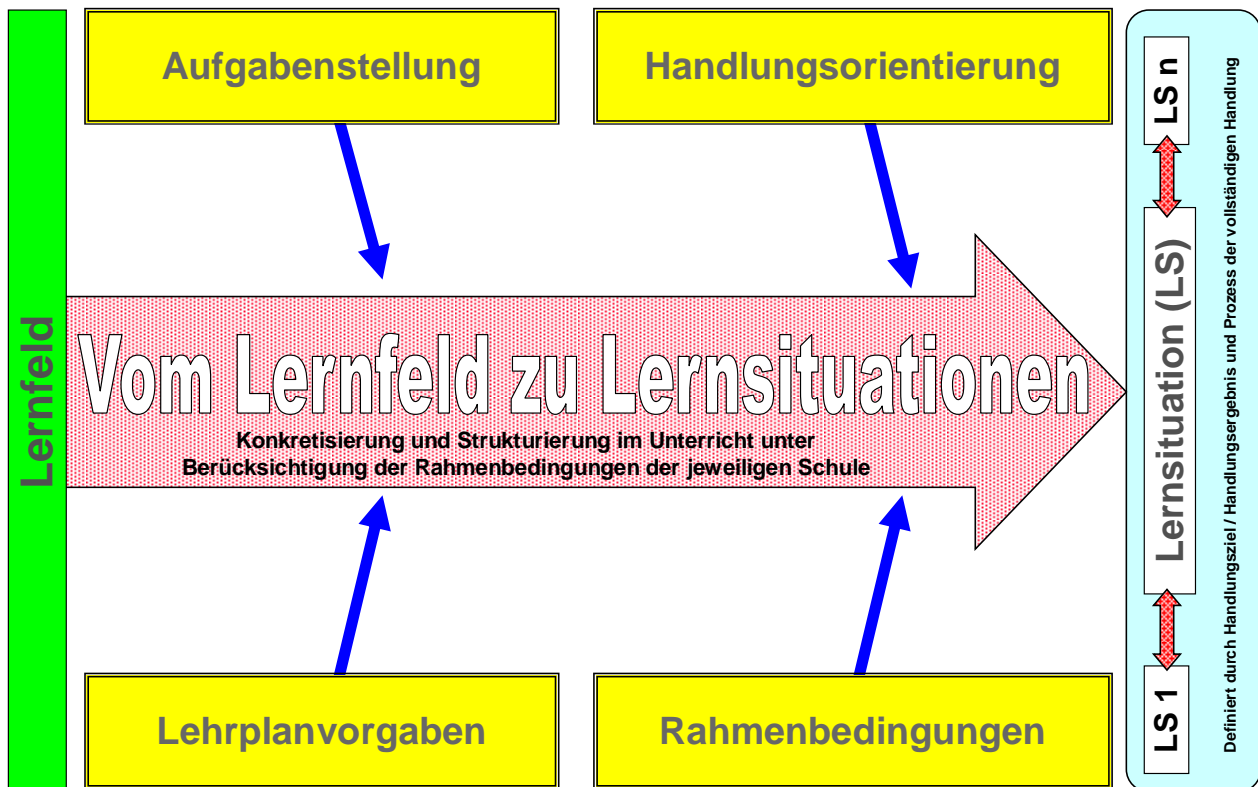 Aufgabenstellung
Handlungsorientierung
Lernfeld
Vom Lernfeld zu Lernsituationen
Konkretisierung und Strukturierung im Unterricht unter
Berücksichtigung der Rahmenbedingungen der jeweiligen Schule
Lehrplanvorgaben
Rahmenbedingungen
LS 1
Lernsituation (LS)
LS n
Definiert durch Handlungsziel / Handlungsergebnis und Prozess der vollständigen Handlung